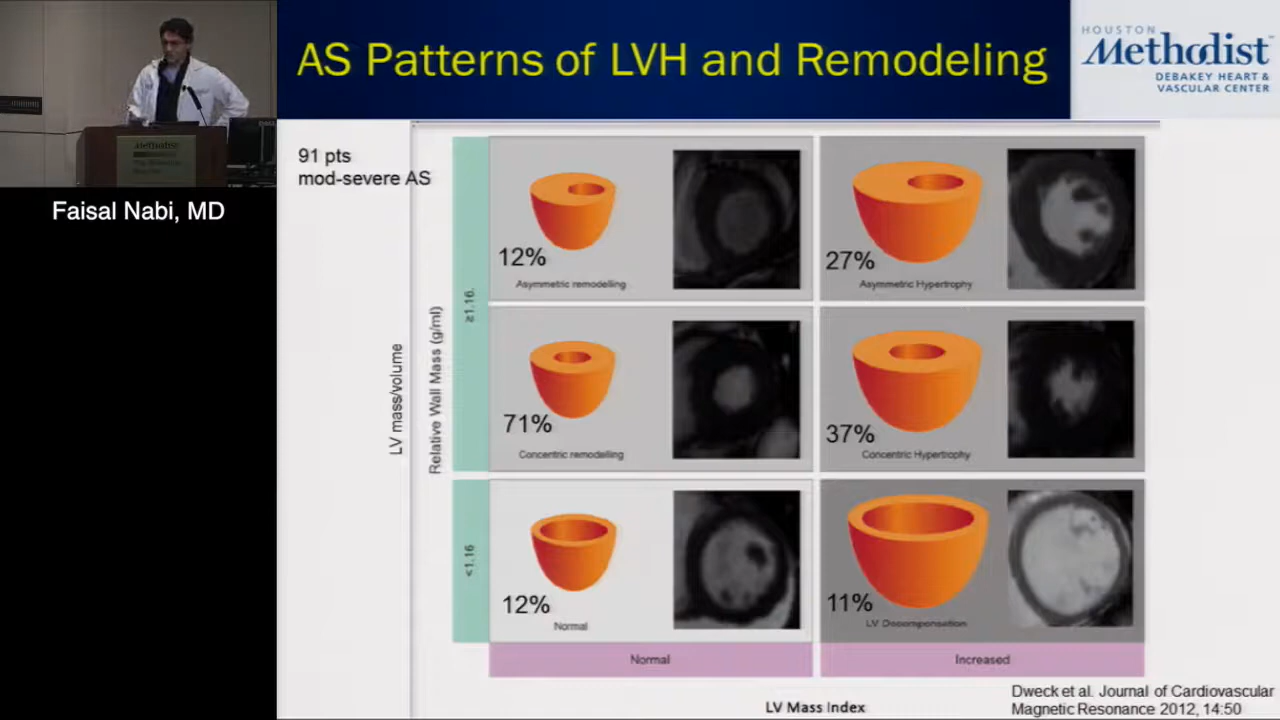 AS Patterns of LVH and Remodeling
HOUSTON
Methodist
DEBAKEY HEART &
VASCULAR CENTER
Methodist
Faisal Nabi, MD
91 pts
mod-severe AS
LV mass/volume
Relative Wall Mass (g/ml)
≥1.16.
<1.16
12%
Asymmetric remodelling
27%
Asymmetric Hypertrophy
71%
Concentric remodelling
37%
Concentric Hypertrophy
12%
Normal
11%
LV Decompensation
Normal
Increased
LV Mass Index
Dweck et al. Journal of Cardiovascular
Magnetic Resonance 2012, 14:50